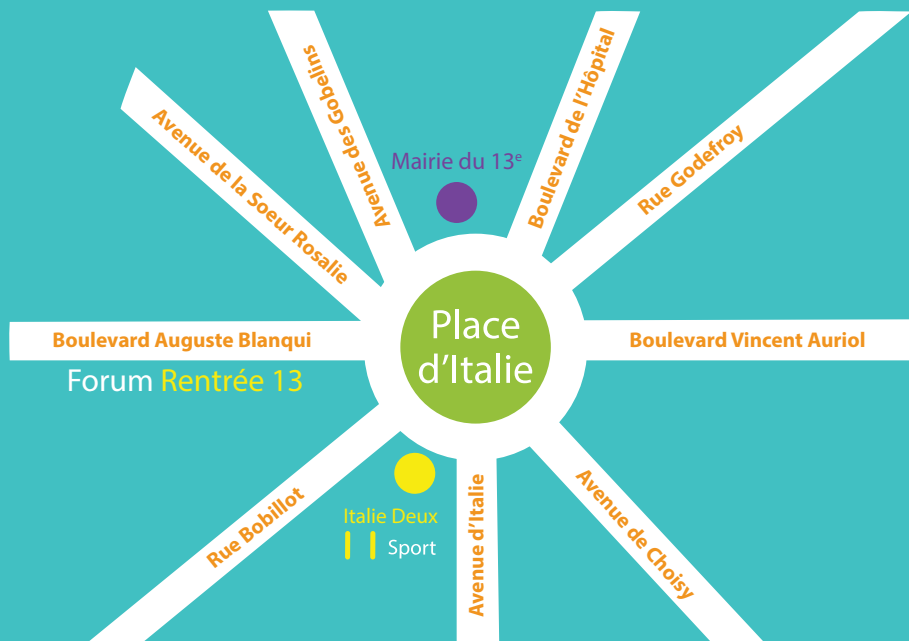 Avenue des Gobelins
Boulevard de l'Hôpital
Avenue de la Soeur Rosalie
Mairie du 13e
Rue Godefroy
Place
d'Italie
Boulevard Auguste Blanqui
Boulevard Vincent Auriol
Forum Rentrée 13
Rue Bobillot
Italie Deux
Sport
Avenue d'Italie
Avenue de Choisy